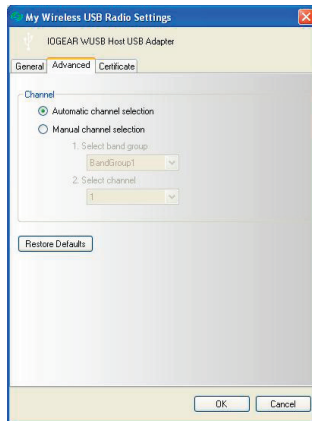 My Wireless USB Radio Settings
IOGEAR WUSB Host USB Adapter
General Advanced Certificate
Channel
Automatic channel selection
Manual channel selection
1. Select band group
BandGroup1
2. Select channel
1
Restore Defaults
OK Cancel